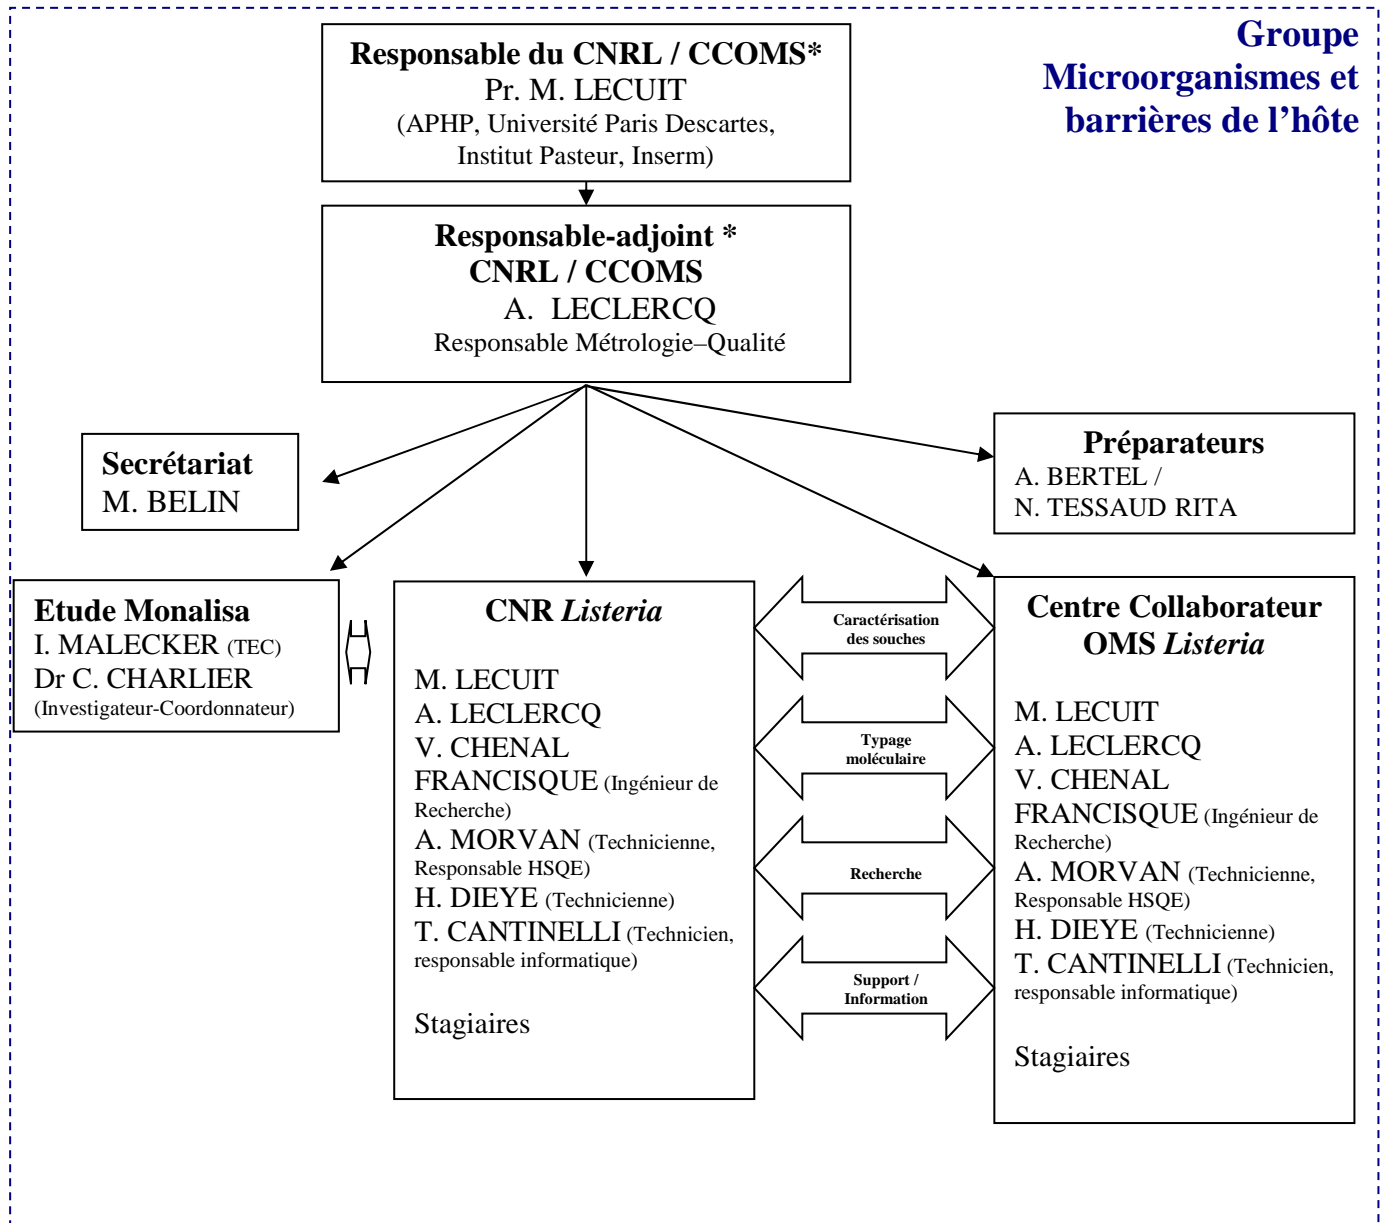 Groupe
Microorganismes et
barrières de l’hôte
Responsable du CNRL / CCOMS*
Pr. M. LECUIT
(APHP, Université Paris Descartes,
Institut Pasteur, Inserm)
Responsable-adjoint *
CNRL / CCOMS
A. LECLERCQ
Responsable Métrologie–Qualité
Secrétariat
M. BELIN
Préparateurs
A. BERTEL /
N. TESSAUD RITA
Etude Monalisa
I. MALECKER (TEC)
Dr C. CHARLIER
(Investigateur-Coordonnateur)
CNR Listeria
M. LECUIT
A. LECLERCQ
V. CHENAL
FRANCISQUE (Ingénieur de
Recherche)
A. MORVAN (Technicienne,
Responsable HSQE)
H. DIEYE (Technicienne)
T. CANTINELLI (Technicien,
responsable informatique)
Stagiaires
Caractérisation
des souches
Typage
moléculaire
Recherche
Support /
Information
Centre Collaborateur
OMS Listeria
M. LECUIT
A. LECLERCQ
V. CHENAL
FRANCISQUE (Ingénieur de
Recherche)
A. MORVAN (Technicienne,
Responsable HSQE)
H. DIEYE (Technicienne)
T. CANTINELLI (Technicien,
responsable informatique)
Stagiaires